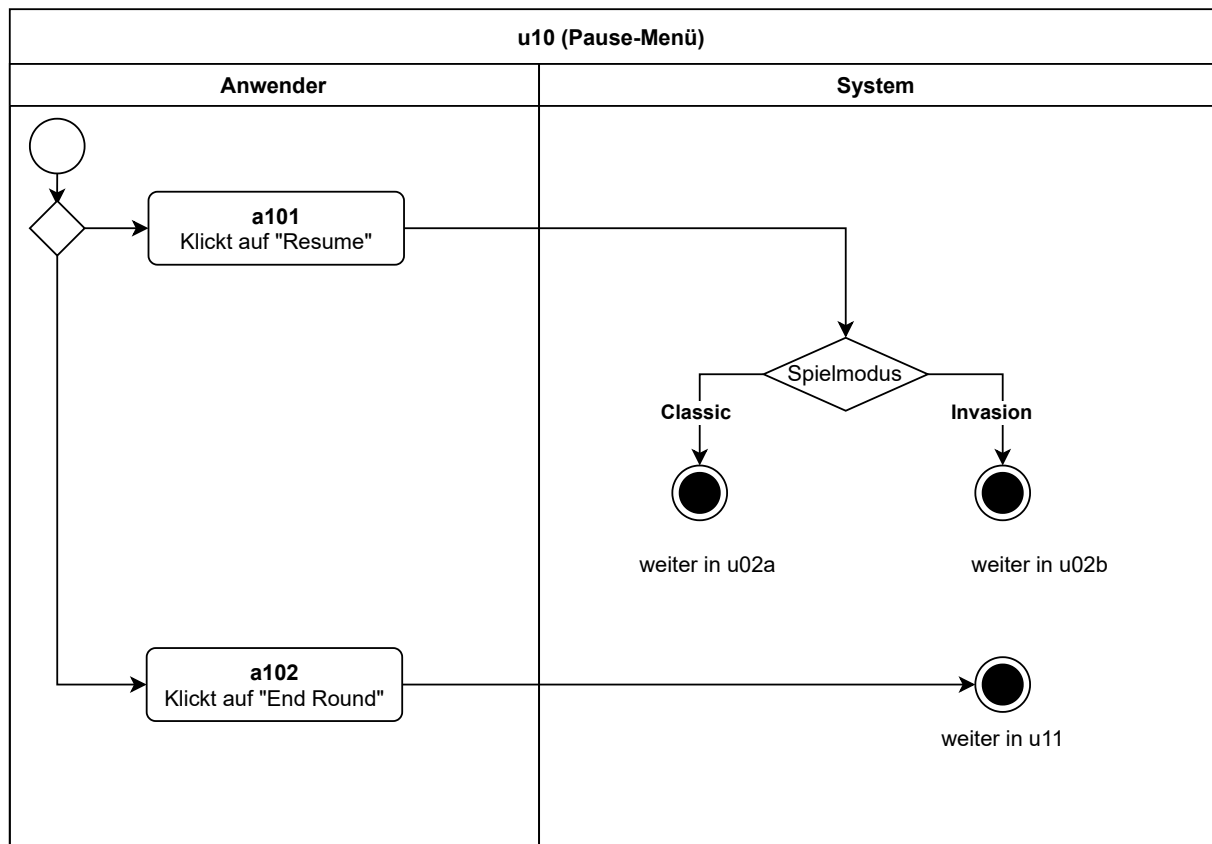 u10 (Pause-Menü)
Anwender
System
a101
Klickt auf "Resume"
Spielmodus
Classic
Invasion
weiter in u02a
weiter in u02b
a102
Klickt auf "End Round"
weiter in u11